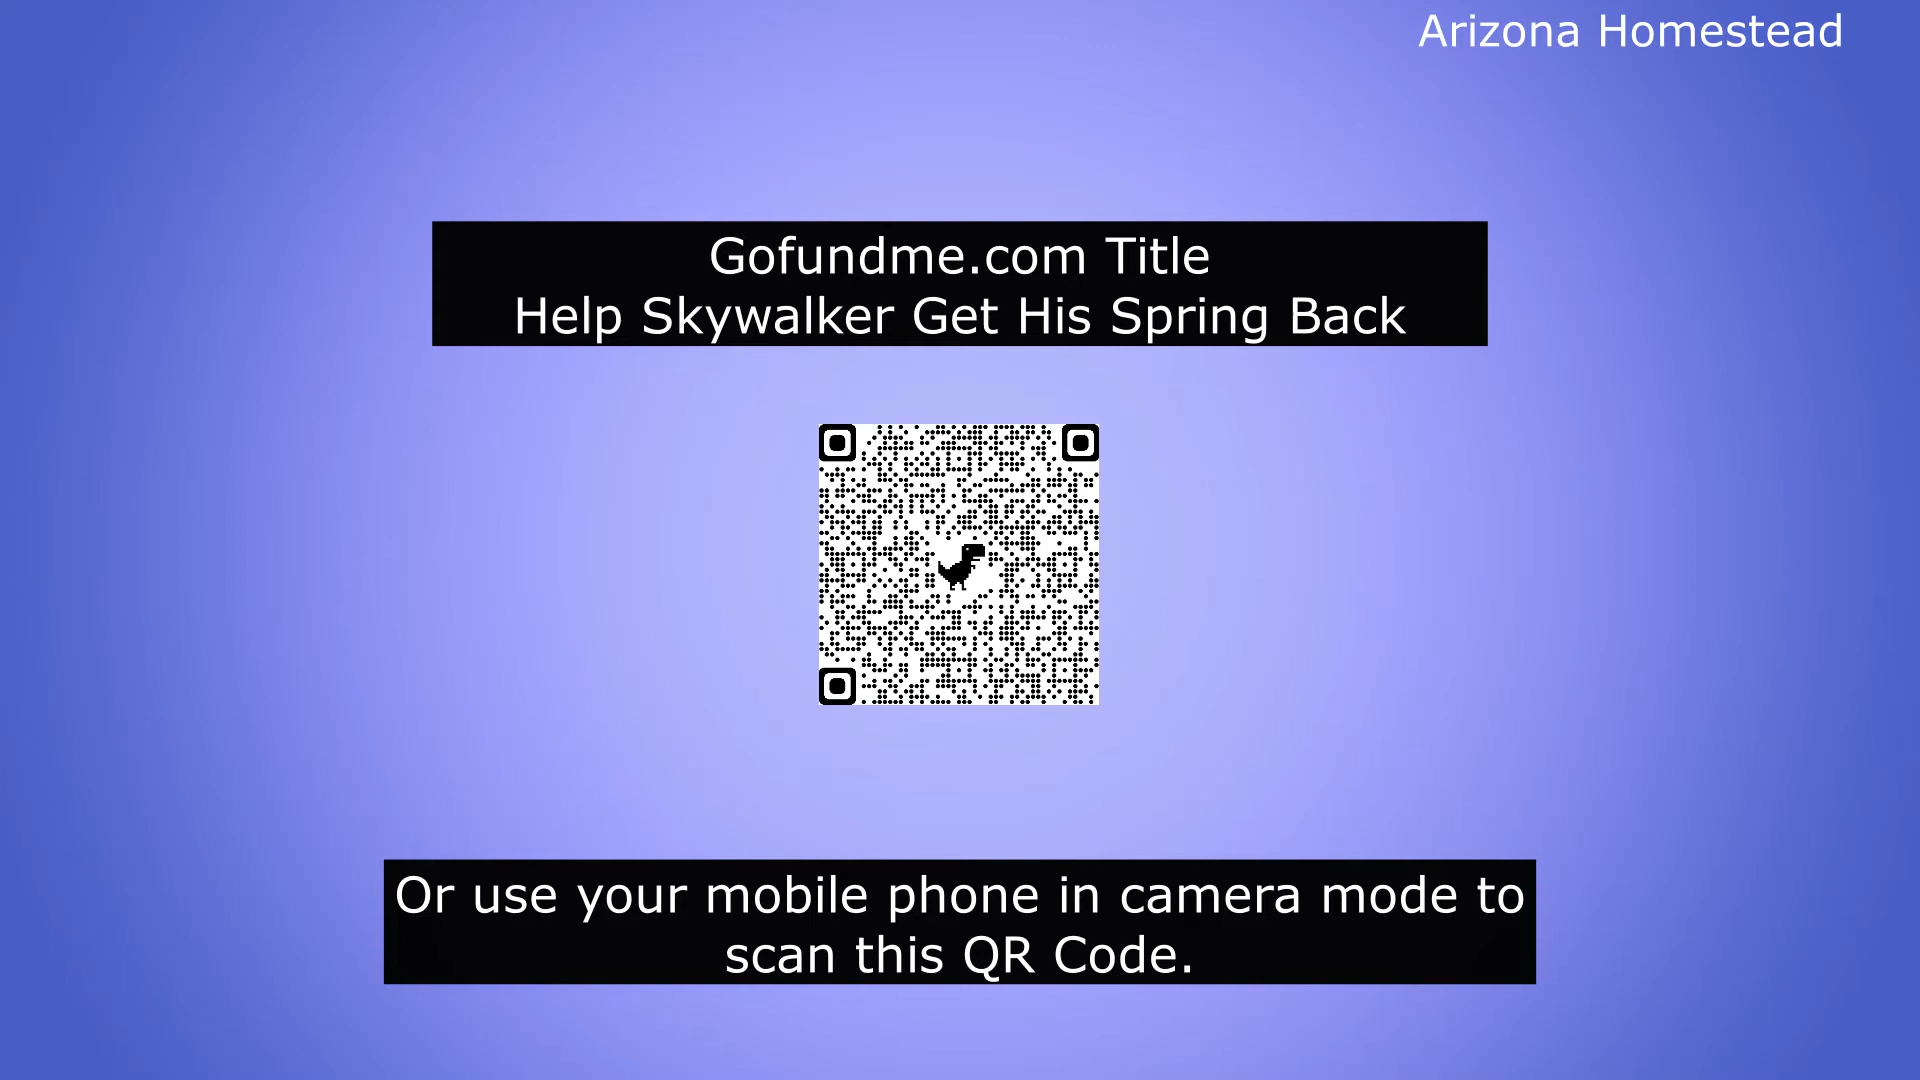 Arizona Homestead
Gofundme.com Title
Help Skywalker Get His Spring Back
Or use your mobile phone in camera mode to
scan this QR Code.